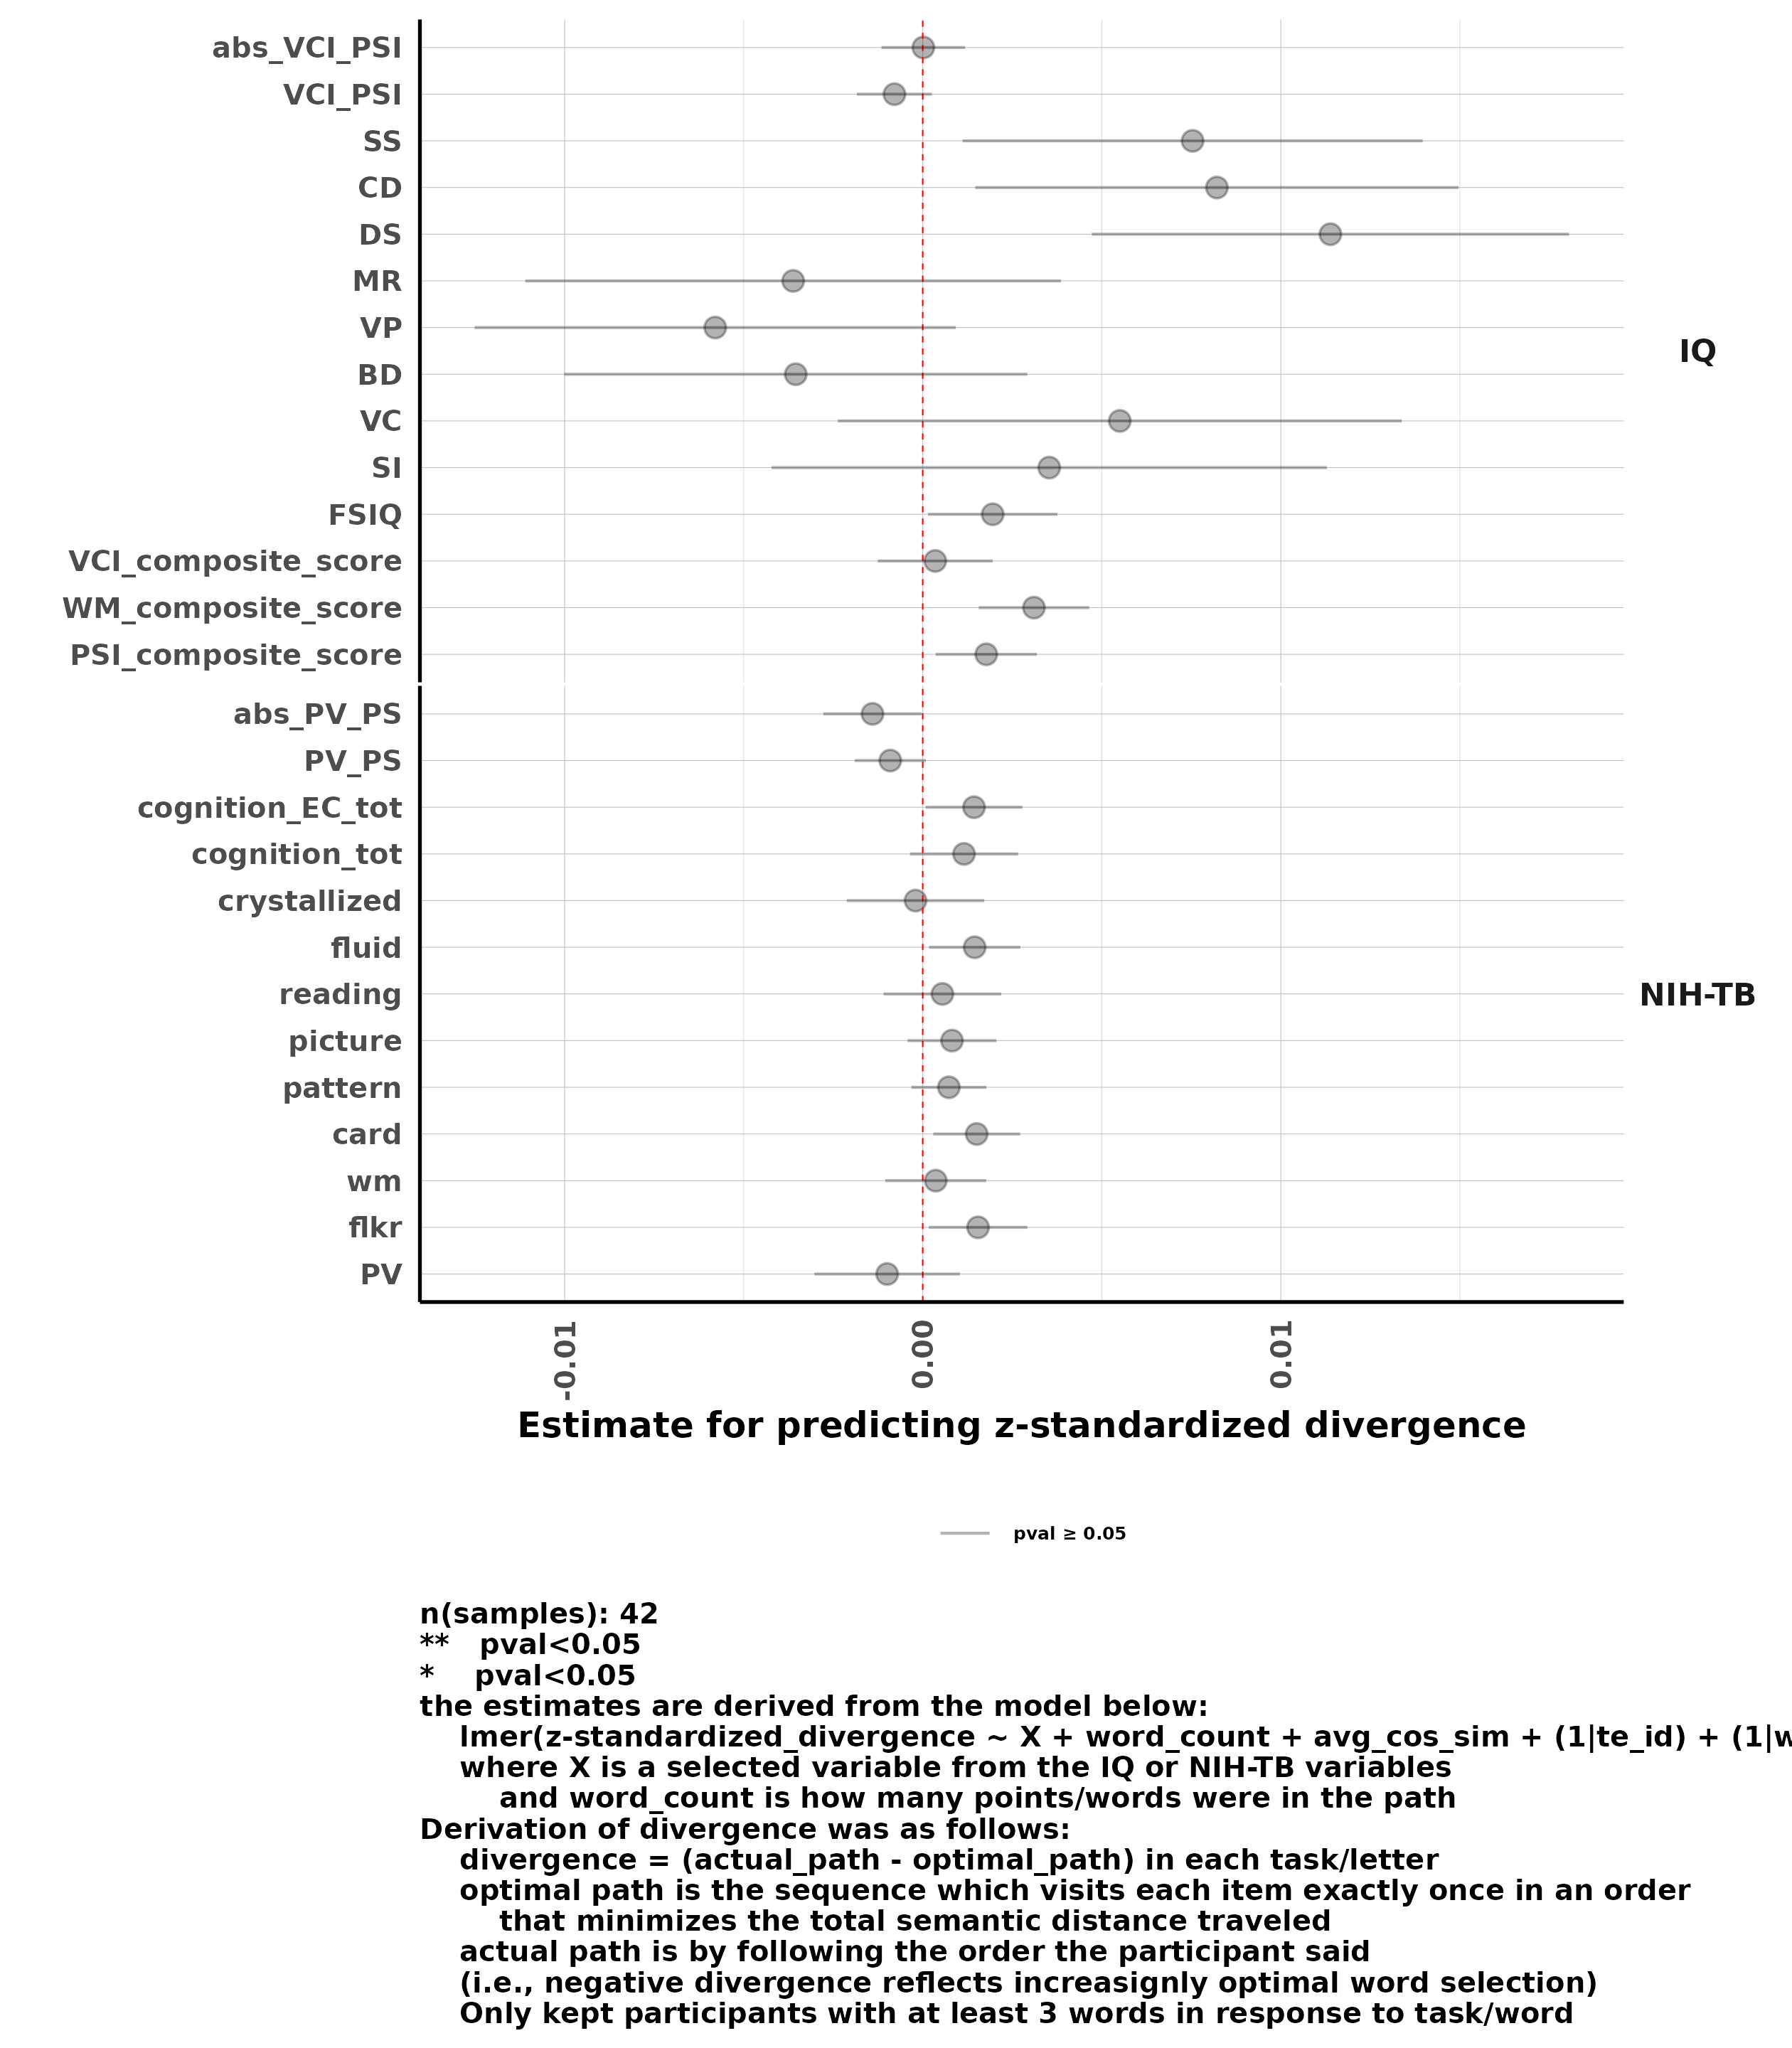 abs_VCI_PSI
VCI_PSI
SS
CD
DS
MR
VP
BD
VC
SI
FSIQ
VCI_composite_score
WM_composite_score
PSI_composite_score
IQ
abs_PV_PS
PV_PS
cognition_EC_tot
cognition_tot
crystallized
fluid
reading
picture
pattern
card
wm
flkr
PV
NIH-TB
-0.01
0.00
0.01
Estimate for predicting z-standardized divergence
pval ≥ 0.05
n(samples): 42
** pval<0.05
* pval<0.05
the estimates are derived from the model below:
lmer(z-standardized_divergence ~ X + word_count + avg_cos_sim + (1|te_id) + (1|w
where X is a selected variable from the IQ or NIH-TB variables
and word_count is how many points/words were in the path
Derivation of divergence was as follows:
divergence = (actual_path - optimal_path) in each task/letter
optimal path is the sequence which visits each item exactly once in an order
that minimizes the total semantic distance traveled
actual path is by following the order the participant said
(i.e., negative divergence reflects increasignly optimal word selection)
Only kept participants with at least 3 words in response to task/word